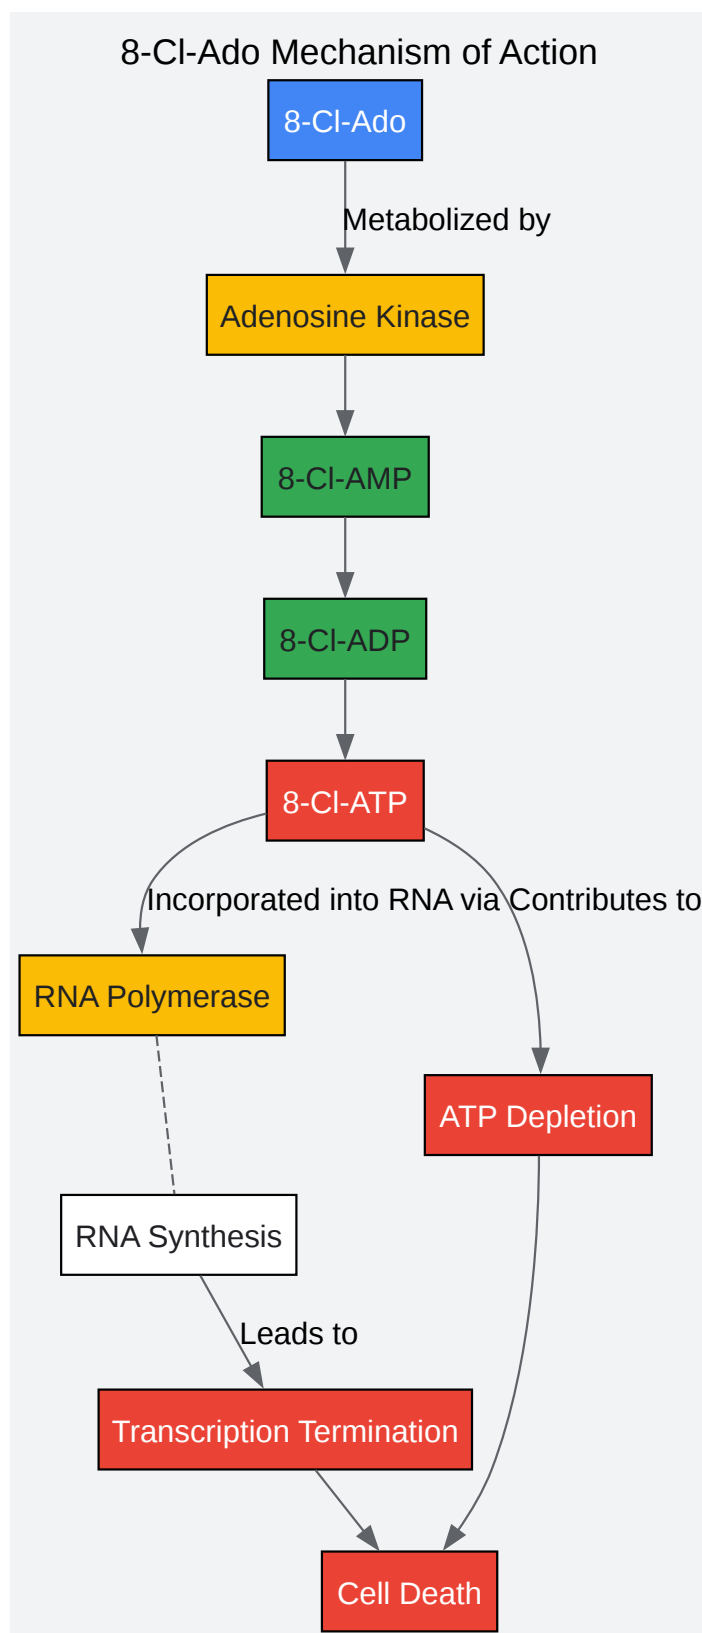 8-Cl-Ado Mechanism of Action
8-Cl-Ado
Metabolized by
Adenosine Kinase
8-Cl-AMP
8-Cl-ADP
8-Cl-ATP
Incorporated into RNA via
Contributes to
RNA Polymerase
ATP Depletion
RNA Synthesis
Leads to
Transcription Termination
Cell Death